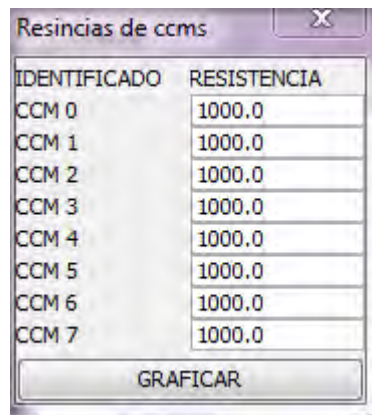 Resincias de ccms X
IDENTIFICADO RESISTENCIA
CCM 0 1000.0
CCM 1 1000.0
CCM 2 1000.0
CCM 3 1000.0
CCM 4 1000.0
CCM 5 1000.0
CCM 6 1000.0
CCM 7 1000.0
GRAFICAR